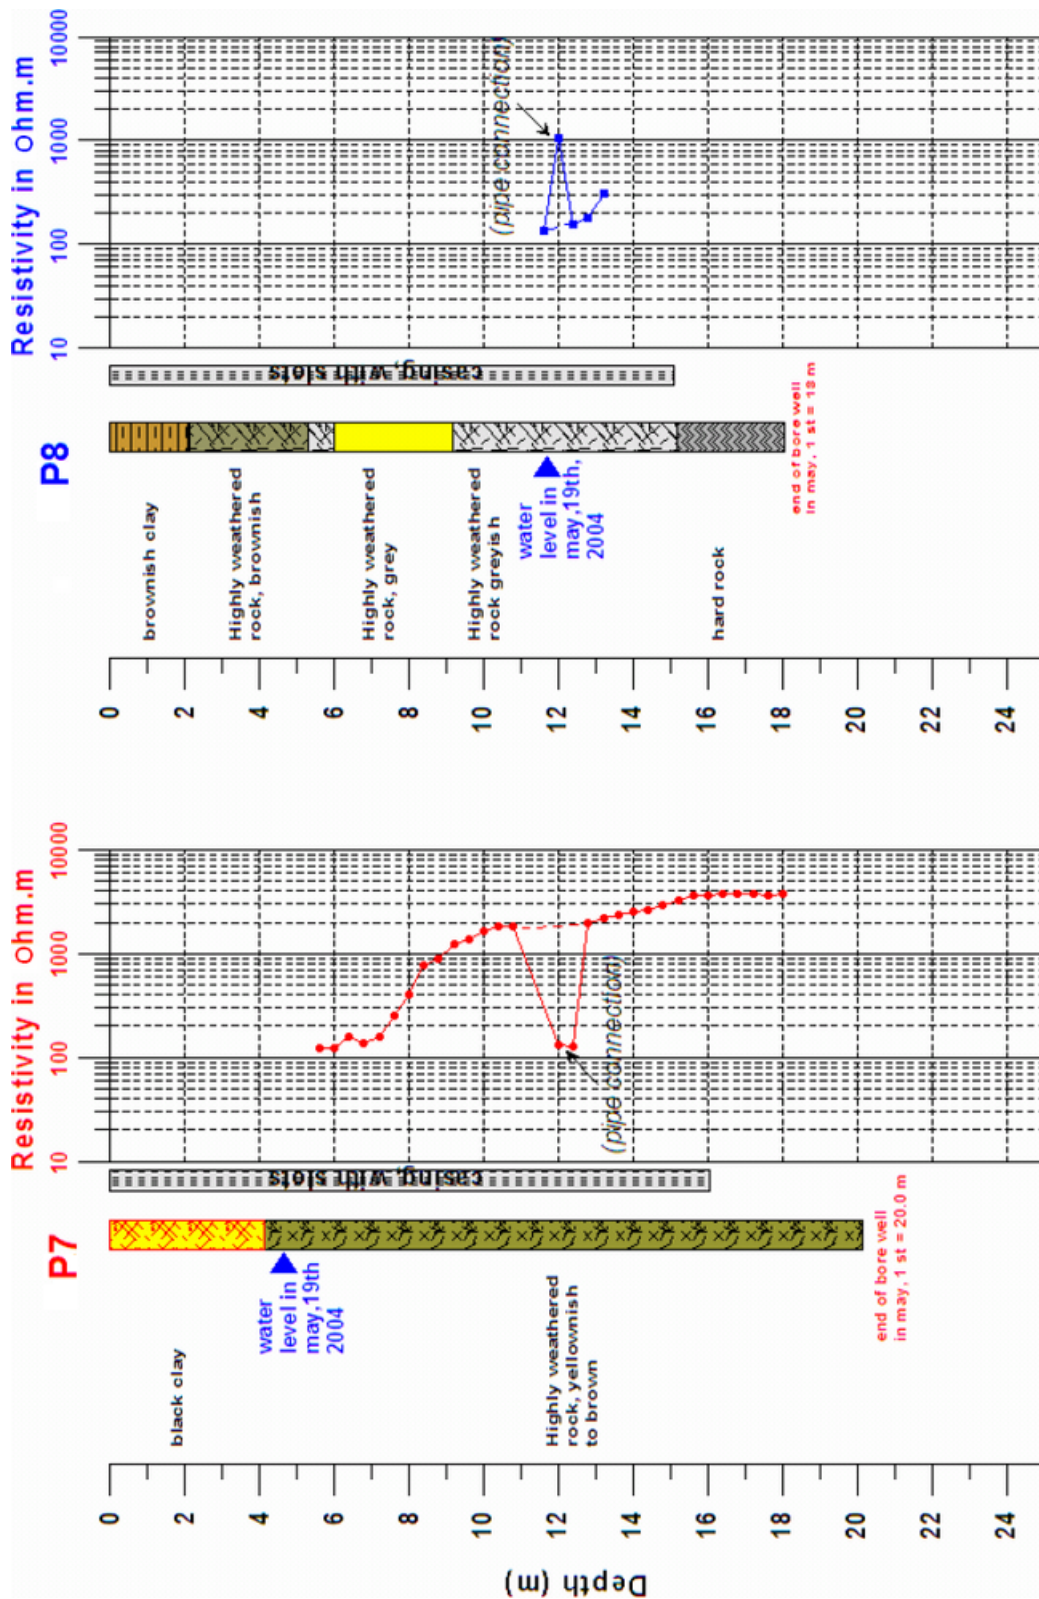 P7
Resistivity in Ohm.m
10
100
1000
10000
Depth (m)
0
2
4
6
8
10
12
14
16
18
20
22
24
black clay
water
level in
may,19th
2004
Highly weathered
rock, yellownish
to brown
casing, with slots
(pipe connection)
end of bore well
in may, 1 st = 20.0 m
P8
Resistivity in Ohm.m
10
100
1000
10000
0
2
4
6
8
10
12
14
16
18
20
22
24
brownish clay
Highly weathered
rock, brownish
Highly weathered
rock, grey
Highly weathered
rock greyish
water
level in
may,19th,
2004
hard rock
casing, with slots
(pipe connection)
end of bore well
in may, 1 st = 18 m